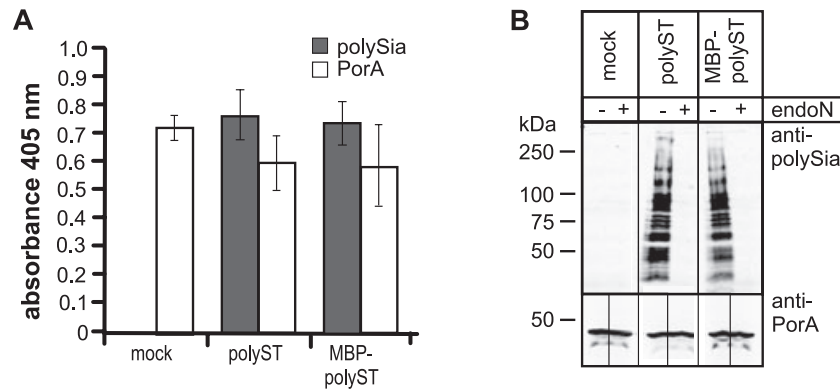 A
absorbance 405 nm
1.0
0.9
0.8
0.7
0.6
0.5
0.4
0.3
0.2
0.1
0
polySia
PorA
mock
polyST
MBP-
polyST
B
mock
polyST
MBP-
polyST
- + - + - + endoN
kDa
250
100
75
50
anti-
polySia
50
anti-
PorA